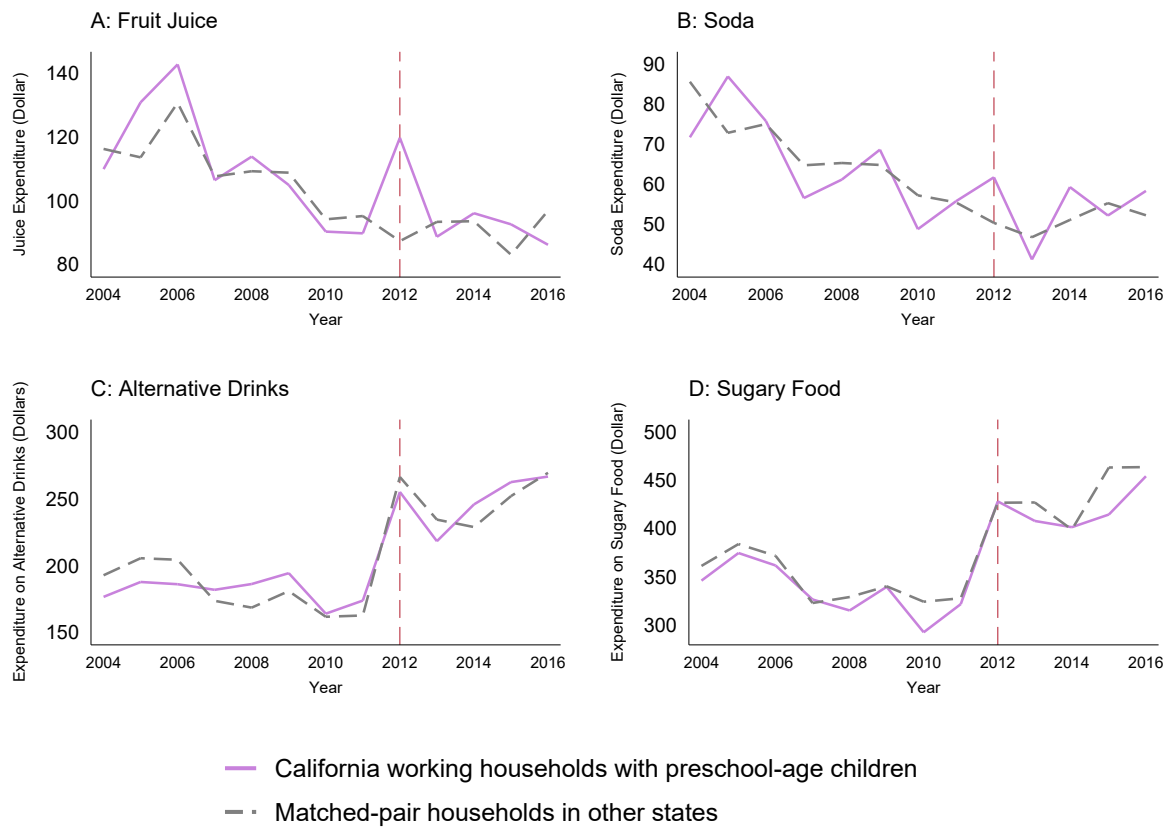 A: Fruit Juice
Juice Expenditure (Dollar)
140
120
100
80
2004 2006 2008 2010 2012 2014 2016
Year
B: Soda
Soda Expenditure (Dollar)
90
80
70
60
50
40
2004 2006 2008 2010 2012 2014 2016
Year
C: Alternative Drinks
Expenditure on Alternative Drinks (Dollars)
300
250
200
150
2004 2006 2008 2010 2012 2014 2016
Year
D: Sugary Food
Expenditure on Sugary Food (Dollar)
500
450
400
350
300
2004 2006 2008 2010 2012 2014 2016
Year
California working households with preschool-age children
Matched-pair households in other states